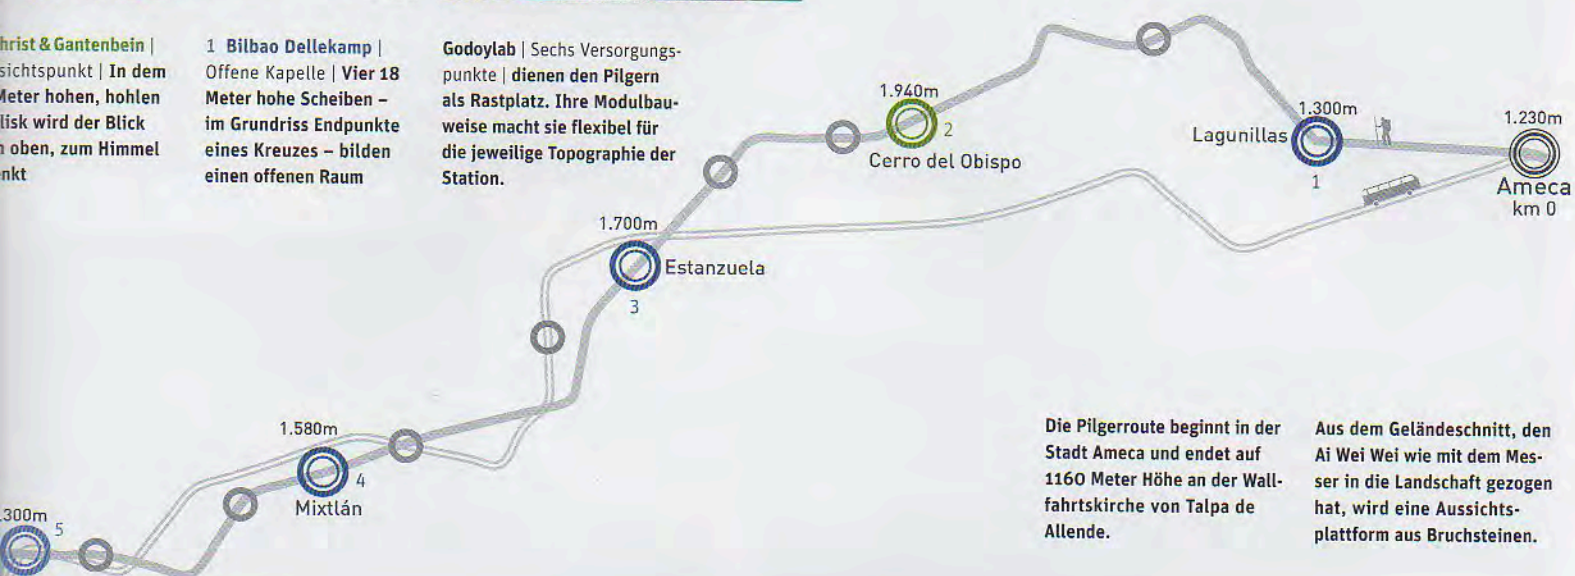 Christ & Gantenbein |
sichtspunkt | In dem
Meter hohen, hohlen
lisk wird der Blick
oben, zum Himmel
nkt
1 Bilbao Dellekamp |
Offene Kapelle | Vier 18
Meter hohe Scheiben –
im Grundriss Endpunkte
eines Kreuzes – bilden
einen offenen Raum
Godoylab | Sechs Versorgungs-
punkte | dienen den Pilgern
als Rastplatz. Ihre Modulbau-
weise macht sie flexibel für
die jeweilige Topographie der
Station.
1.940m
2
Cerro del Obispo
1.300m
Lagunillas
1
1.230m
Ameca
km 0
1.700m
Estanzuela
3
1.580m
4
Mixtlán
.300m
5
Die Pilgerroute beginnt in der
Stadt Ameca und endet auf
1160 Meter Höhe an der Wall-
fahrtskirche von Talpa de
Allende.
Aus dem Geländeschnitt, den
Ai Wei Wei wie mit dem Mes-
ser in die Landschaft gezogen
hat, wird eine Aussichts-
plattform aus Bruchsteinen.